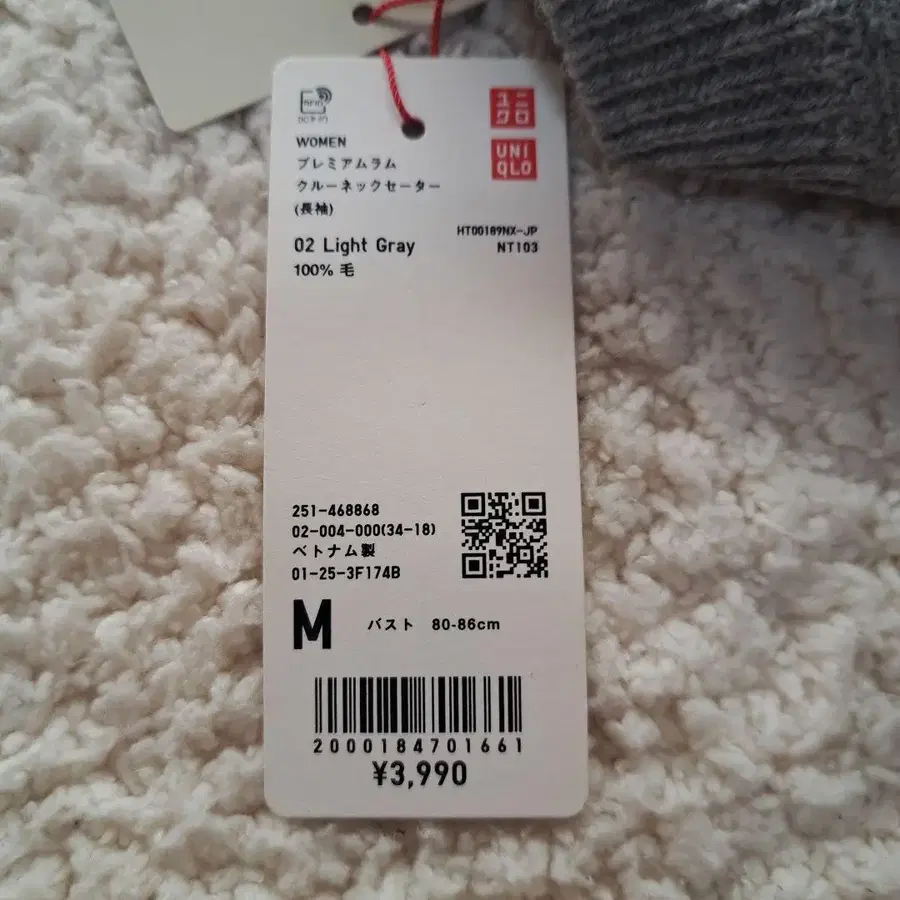 RFID
WOMEN
プレミアムラム
クルーネックセーター
(長袖)
ユニ
クロ
UNI
QLO
HT00189NX-JP
NT103
02 Light Gray
100% 毛
251-468868
02-004-000(34-18)
ベトナム製
01-25-3F174B
M バスト 80-86cm
2000184701661
¥3,990